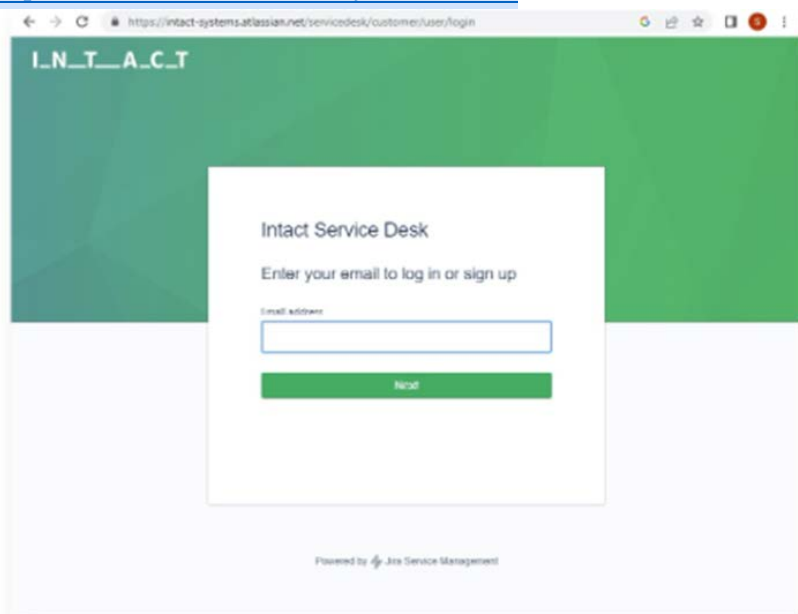 https://intact-systems.atlassian.net/servicedesk/customer/user/login
I_N_T_A_C_T
Intact Service Desk
Enter your email to log in or sign up
Email address
Next
Powered by Jira Service Management